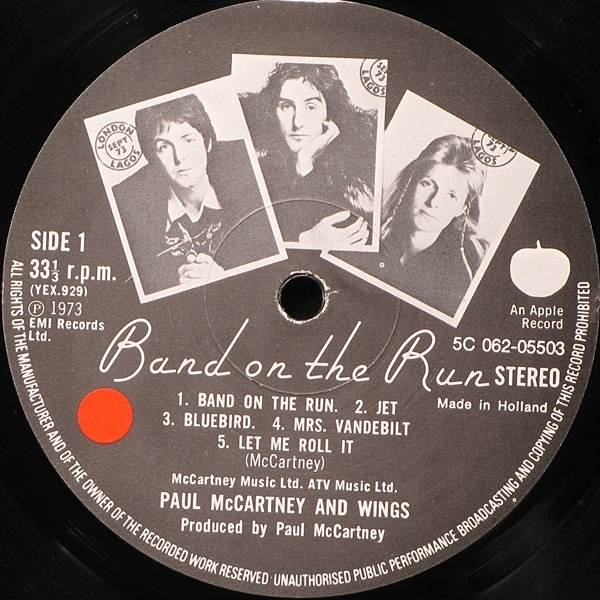 LONDON
SEPT
73
LAGOS
SEPT
73
LAGOS
SEPT
73
LAGOS
SIDE 1
33⅓ r.p.m.
(YEX.929)
Ⓟ 1973
EMI Records
Ltd.
An Apple
Record
5C 062-05503
Band on the Run
STEREO
Made in Holland
1. BAND ON THE RUN. 2. JET
3. BLUEBIRD. 4. MRS. VANDEBILT
5. LET ME ROLL IT
(McCartney)
McCartney Music Ltd. ATV Music Ltd.
PAUL McCARTNEY AND WINGS
Produced by Paul McCartney
ALL RIGHTS OF THE MANUFACTURER AND OF THE OWNER OF THE RECORDED WORK RESERVED · UNAUTHORISED PUBLIC PERFORMANCE BROADCASTING AND COPYING OF THIS RECORD PROHIBITED